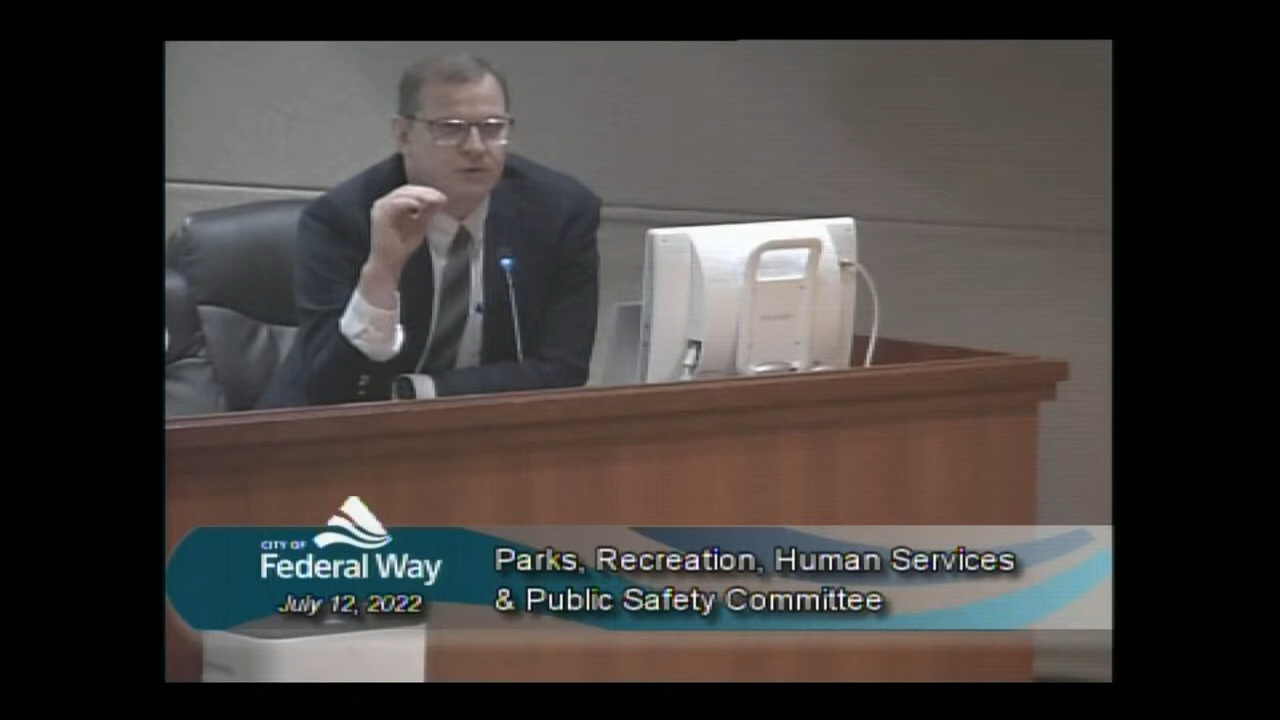 CITY OF
Federal Way
July 12, 2022
Parks, Recreation, Human Services
& Public Safety Committee